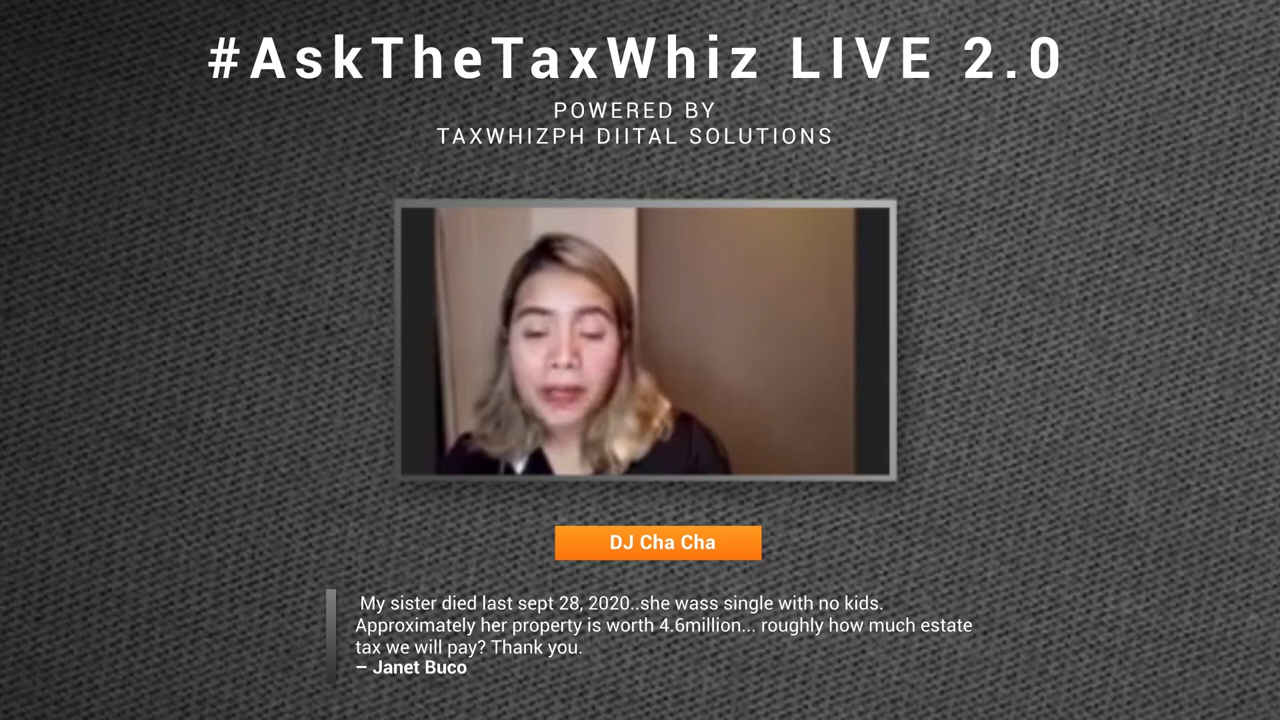 #AskTheTaxWhiz LIVE 2.0
POWERED BY
TAXWHIZPH DIITAL SOLUTIONS
DJ Cha Cha
My sister died last sept 28, 2020..she wass single with no kids.
Approximately her property is worth 4.6million... roughly how much estate
tax we will pay? Thank you.
– Janet Buco